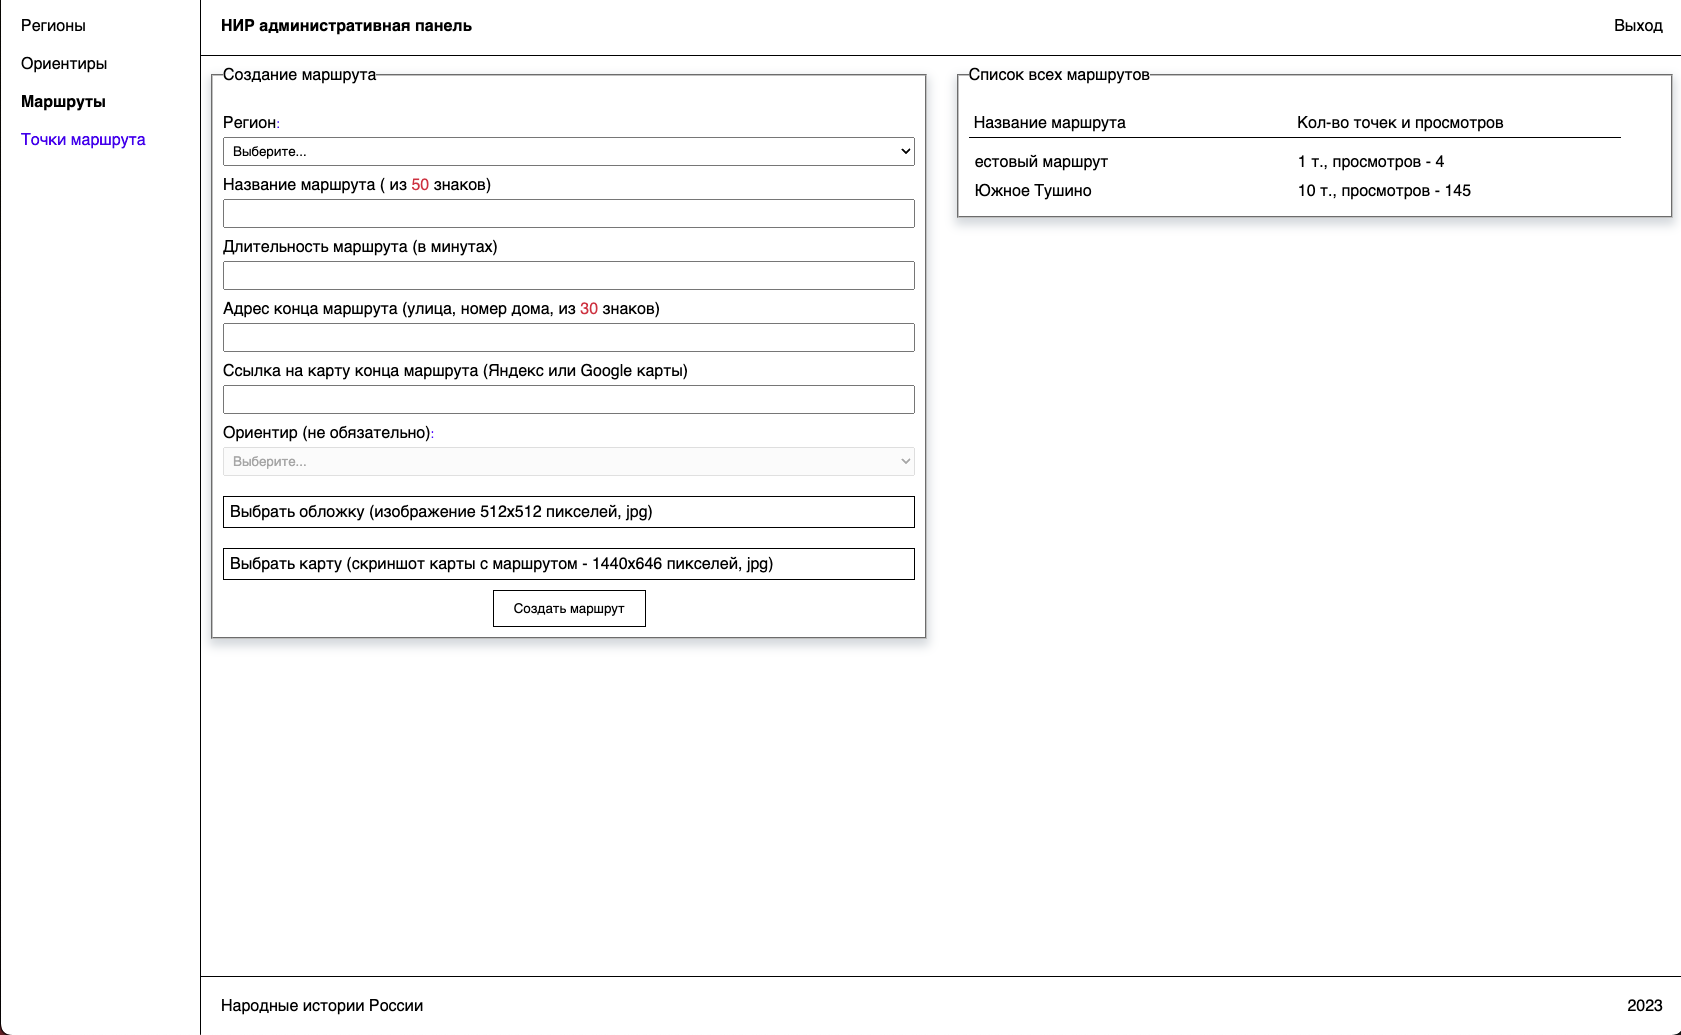 Регионы
Ориентиры
Маршруты
Точки маршрута
НИР административная панель
Выход
Создание маршрута
Регион:
Выберите...
Название маршрута ( из 50 знаков)
Длительность маршрута (в минутах)
Адрес конца маршрута (улица, номер дома, из 30 знаков)
Ссылка на карту конца маршрута (Яндекс или Google карты)
Ориентир (не обязательно):
Выберите...
Выбрать обложку (изображение 512x512 пикселей, jpg)
Выбрать карту (скриншот карты с маршрутом - 1440x646 пикселей, jpg)
Создать маршрут
Список всех маршрутов
Название маршрута Кол-во точек и просмотров
естовый маршрут 1 т., просмотров - 4
Южное Тушино 10 т., просмотров - 145
Народные истории России
2023